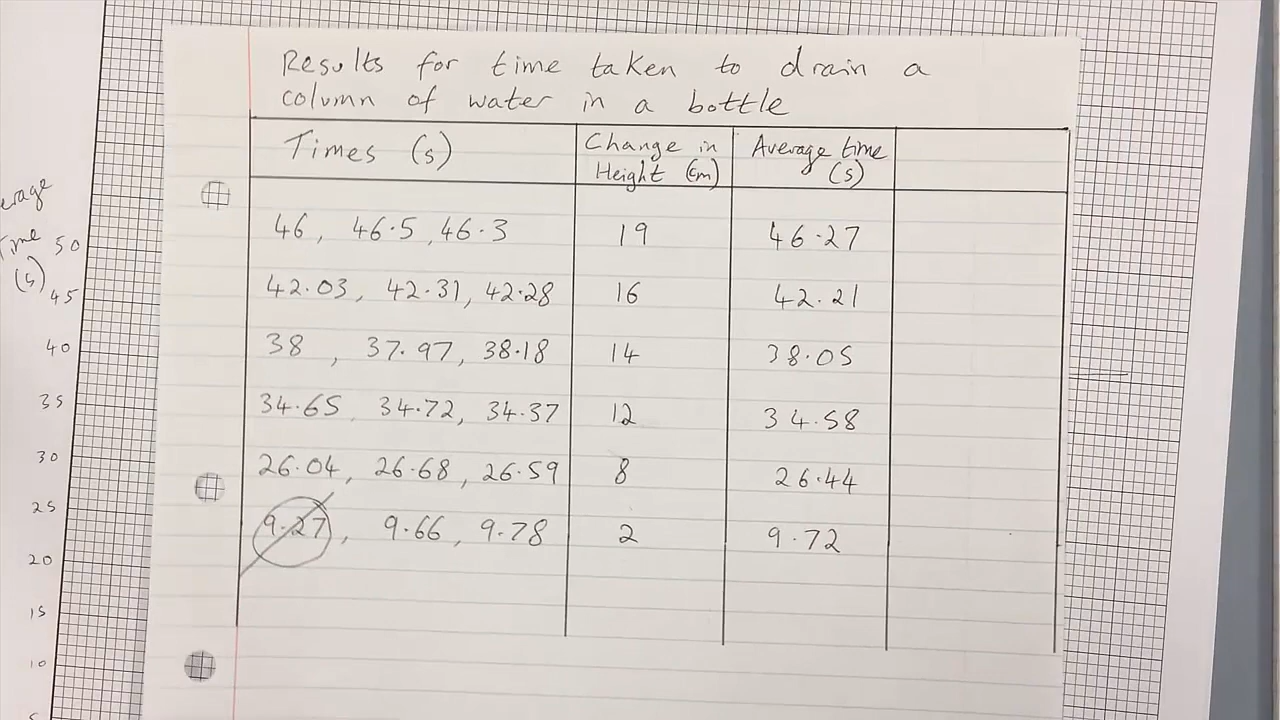 Results for time taken to drain a
column of water in a bottle
Times (s)
Change in
Height (cm)
Average time
(s)
46, 46.5, 46.3 19 46.27
42.03, 42.31, 42.28 16 42.21
38, 37.97, 38.18 14 38.05
34.65, 34.72, 34.37 12 34.58
26.04, 26.68, 26.59 8 26.44
9.27, 9.66, 9.78 2 9.72
erage
time
(s)
50
45
40
35
30
25
20
15
10
5